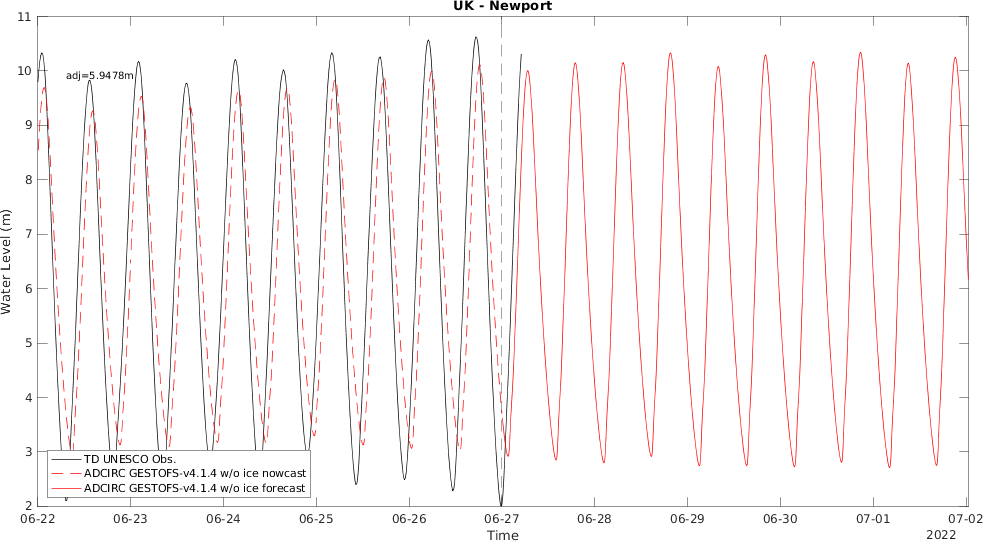 UK - Newport
adj=5.9478m
11
10
9
8
7
6
5
4
3
2
Water Level (m)
TD UNESCO Obs.
ADCIRC GESTOFS-v4.1.4 w/o ice nowcast
ADCIRC GESTOFS-v4.1.4 w/o ice forecast
06-22 06-23 06-24 06-25 06-26 06-27 06-28 06-29 06-30 07-01 07-02
Time
2022